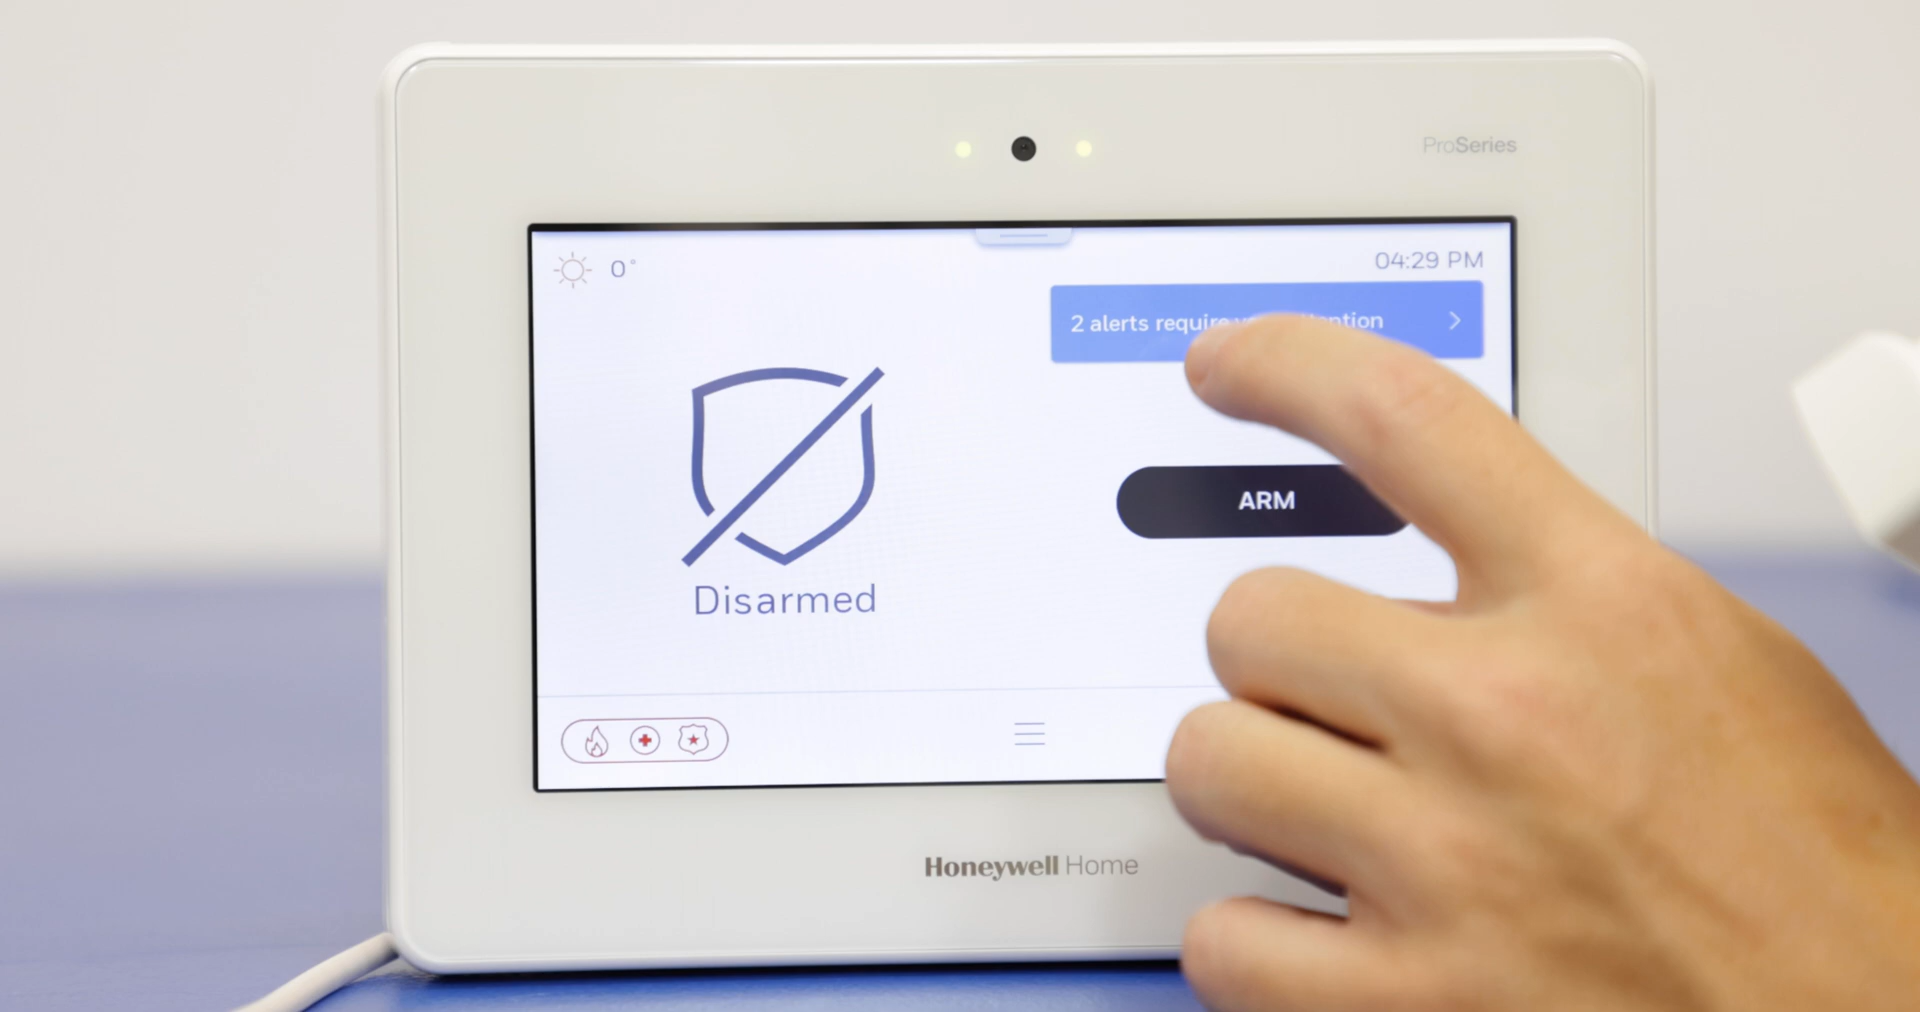 ProSeries
0°
04:29 PM
2 alerts require
ARM
Disarmed
Honeywell Home